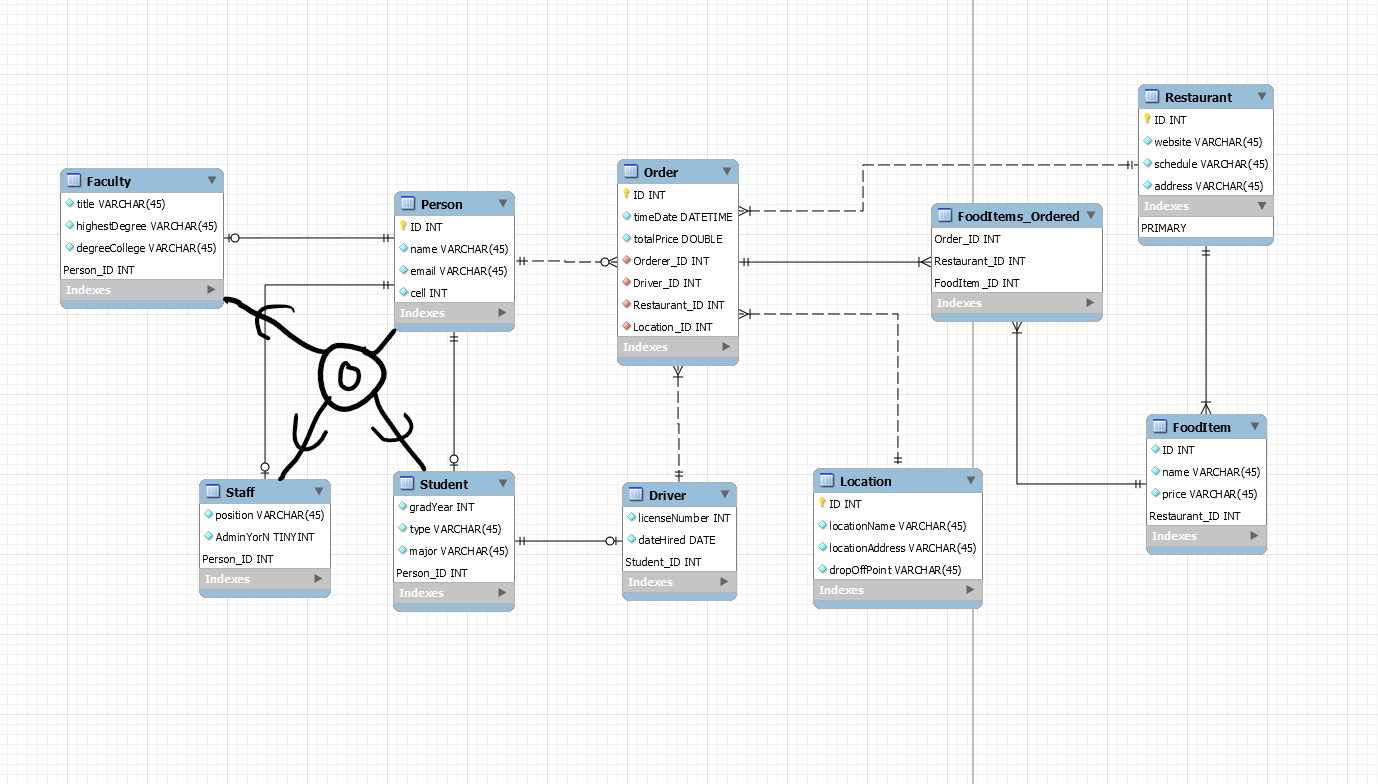 Faculty
title VARCHAR(45)
highestDegree VARCHAR(45)
degreeCollege VARCHAR(45)
Person_ID INT
Indexes
Person
ID INT
name VARCHAR(45)
email VARCHAR(45)
cell INT
Indexes
O
Staff
position VARCHAR(45)
AdminYorN TINYINT
Person_ID INT
Indexes
Student
gradYear INT
type VARCHAR(45)
major VARCHAR(45)
Person_ID INT
Indexes
Order
ID INT
timeDate DATETIME
totalPrice DOUBLE
Orderer_ID INT
Driver_ID INT
Restaurant_ID INT
Location_ID INT
Indexes
Driver
licenseNumber INT
dateHired DATE
Student_ID INT
Indexes
Location
ID INT
locationName VARCHAR(45)
locationAddress VARCHAR(45)
dropOffPoint VARCHAR(45)
Indexes
FoodItems_Ordered
Order_ID INT
Restaurant_ID INT
FoodItem_ID INT
Indexes
Restaurant
ID INT
website VARCHAR(45)
schedule VARCHAR(45)
address VARCHAR(45)
Indexes
PRIMARY
FoodItem
ID INT
name VARCHAR(45)
price VARCHAR(45)
Restaurant_ID INT
Indexes